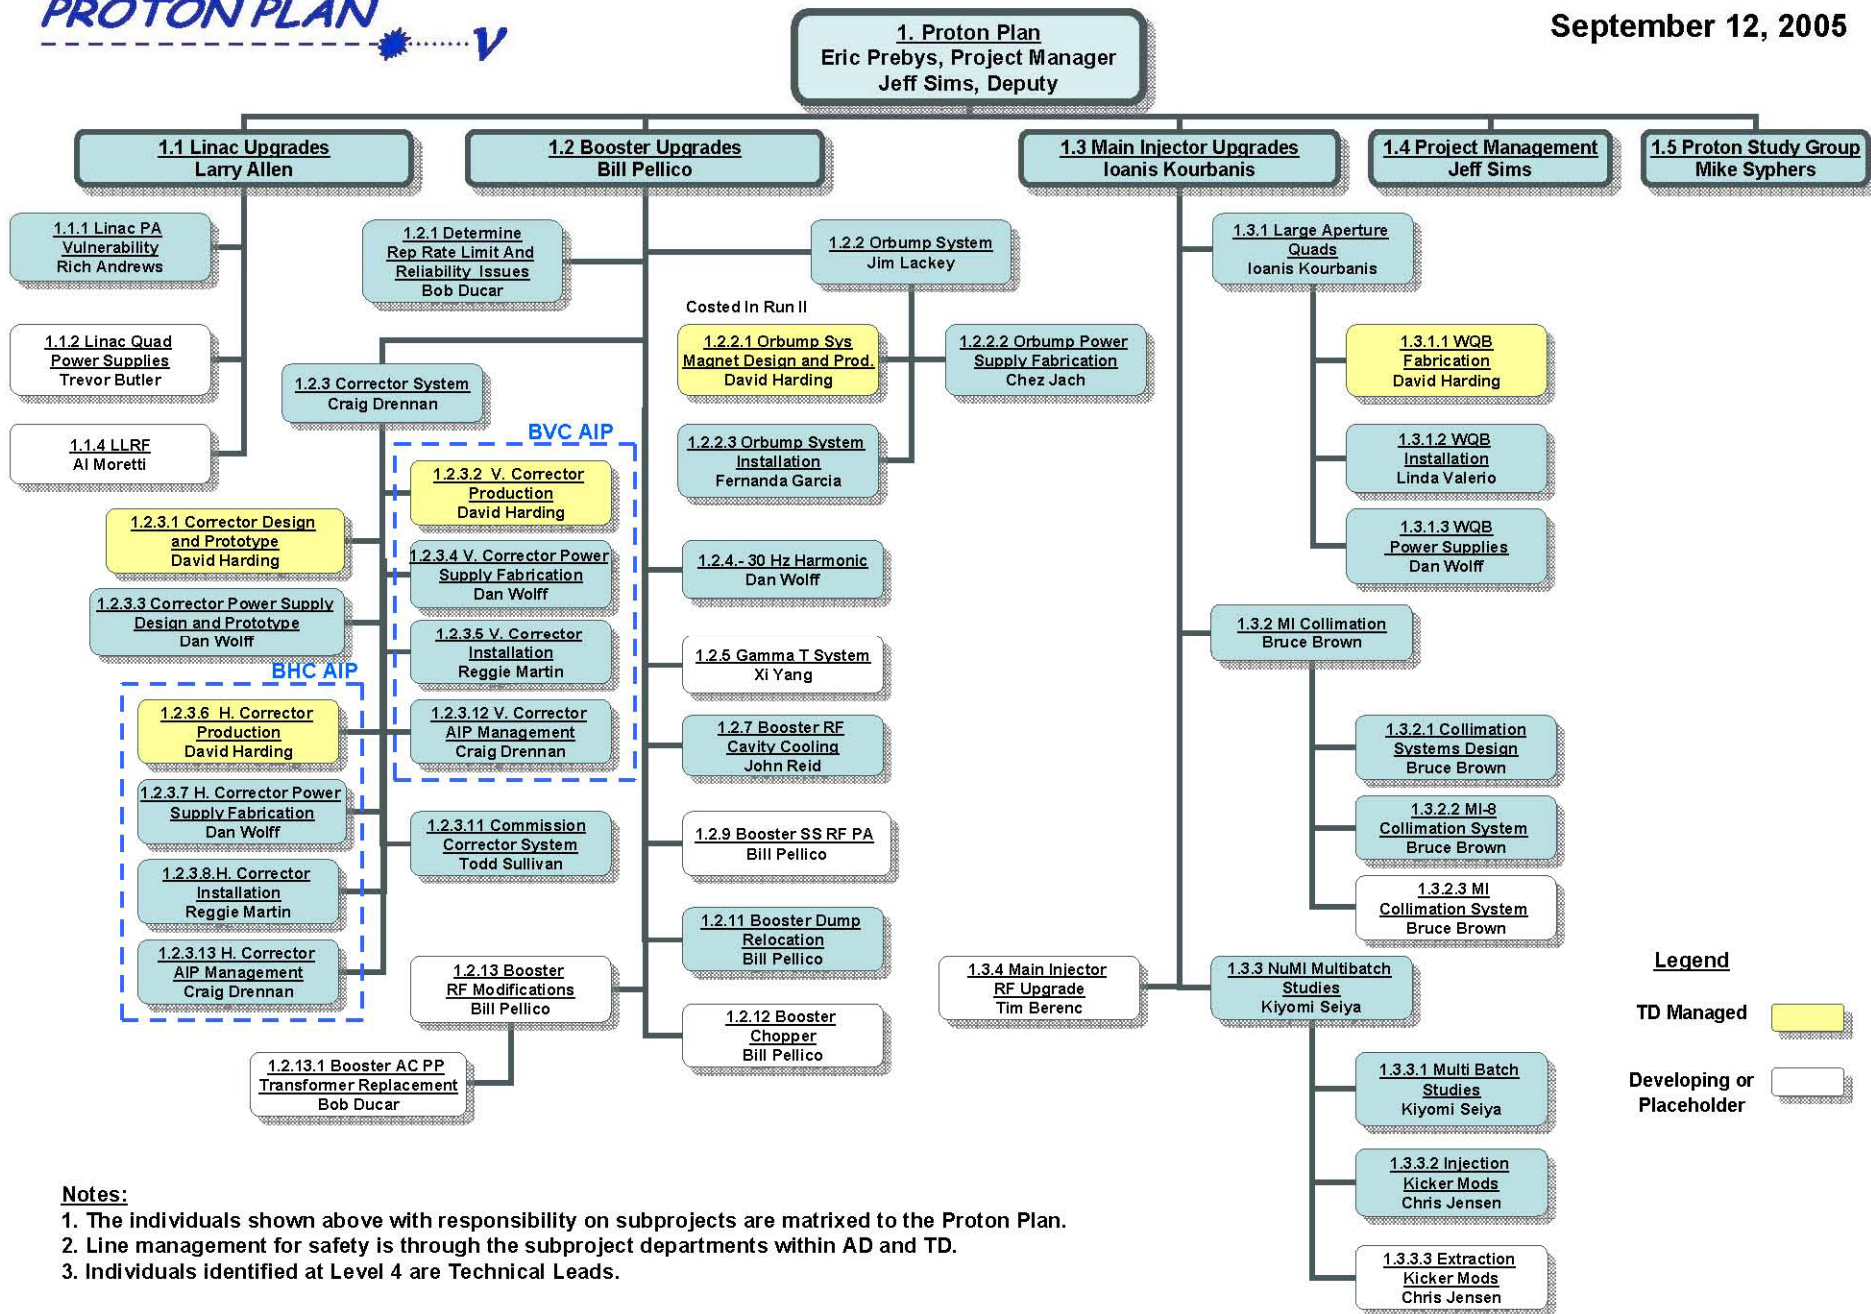 PROTON PLAN
ν
September 12, 2005
1. Proton Plan
Eric Prebys, Project Manager
Jeff Sims, Deputy
1.1 Linac Upgrades
Larry Allen
1.2 Booster Upgrades
Bill Pellico
1.3 Main Injector Upgrades
Ioanis Kourbanis
1.4 Project Management
Jeff Sims
1.5 Proton Study Group
Mike Syphers
1.1.1 Linac PA
Vulnerability
Rich Andrews
1.1.2 Linac Quad
Power Supplies
Trevor Butler
1.1.4 LLRF
Al Moretti
1.2.1 Determine
Rep Rate Limit And
Reliability Issues
Bob Ducar
1.2.2 Orbump System
Jim Lackey
Costed In Run II
1.2.2.1 Orbump Sys
Magnet Design and Prod.
David Harding
1.2.2.2 Orbump Power
Supply Fabrication
Chez Jach
1.2.2.3 Orbump System
Installation
Fernanda Garcia
1.2.3 Corrector System
Craig Drennan
BVC AIP
1.2.3.2 V. Corrector
Production
David Harding
1.2.3.1 Corrector Design
and Prototype
David Harding
1.2.3.4 V. Corrector Power
Supply Fabrication
Dan Wolff
1.2.3.3 Corrector Power Supply
Design and Prototype
Dan Wolff
1.2.3.5 V. Corrector
Installation
Reggie Martin
BHC AIP
1.2.3.6 H. Corrector
Production
David Harding
1.2.3.12 V. Corrector
AIP Management
Craig Drennan
1.2.3.7 H. Corrector Power
Supply Fabrication
Dan Wolff
1.2.3.11 Commission
Corrector System
Todd Sullivan
1.2.3.8.H. Corrector
Installation
Reggie Martin
1.2.3.13 H. Corrector
AIP Management
Craig Drennan
1.2.4.- 30 Hz Harmonic
Dan Wolff
1.2.5 Gamma T System
Xi Yang
1.2.7 Booster RF
Cavity Cooling
John Reid
1.2.9 Booster SS RF PA
Bill Pellico
1.2.11 Booster Dump
Relocation
Bill Pellico
1.2.13 Booster
RF Modifications
Bill Pellico
1.2.12 Booster
Chopper
Bill Pellico
1.2.13.1 Booster AC PP
Transformer Replacement
Bob Ducar
1.3.1 Large Aperture
Quads
Ioanis Kourbanis
1.3.1.1 WQB
Fabrication
David Harding
1.3.1.2 WQB
Installation
Linda Valerio
1.3.1.3 WQB
Power Supplies
Dan Wolff
1.3.2 MI Collimation
Bruce Brown
1.3.2.1 Collimation
Systems Design
Bruce Brown
1.3.2.2 MI-8
Collimation System
Bruce Brown
1.3.2.3 MI
Collimation System
Bruce Brown
1.3.4 Main Injector
RF Upgrade
Tim Berenc
1.3.3 NuMI Multibatch
Studies
Kiyomi Seiya
1.3.3.1 Multi Batch
Studies
Kiyomi Seiya
1.3.3.2 Injection
Kicker Mods
Chris Jensen
1.3.3.3 Extraction
Kicker Mods
Chris Jensen
Legend
TD Managed
Developing or
Placeholder
Notes:
1. The individuals shown above with responsibility on subprojects are matrixed to the Proton Plan.
2. Line management for safety is through the subproject departments within AD and TD.
3. Individuals identified at Level 4 are Technical Leads.